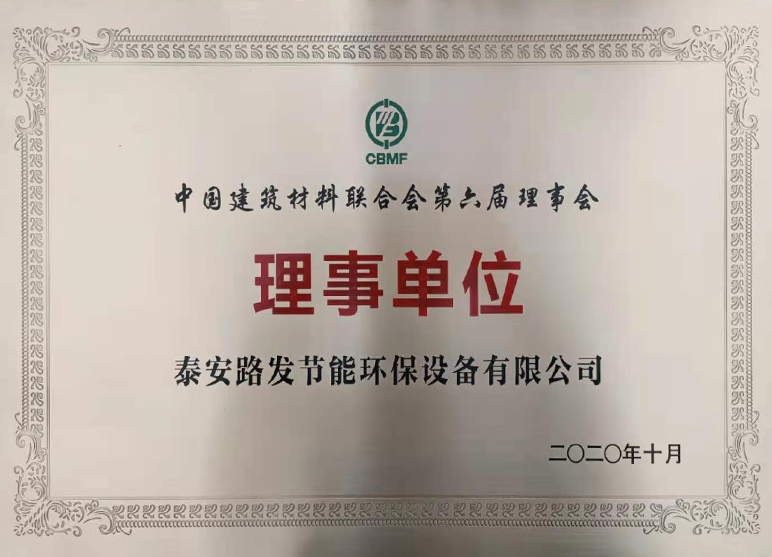 CBMF
中国建筑材料联合会第六届理事会
理事单位
泰安路发节能环保设备有限公司
二〇二〇年十月